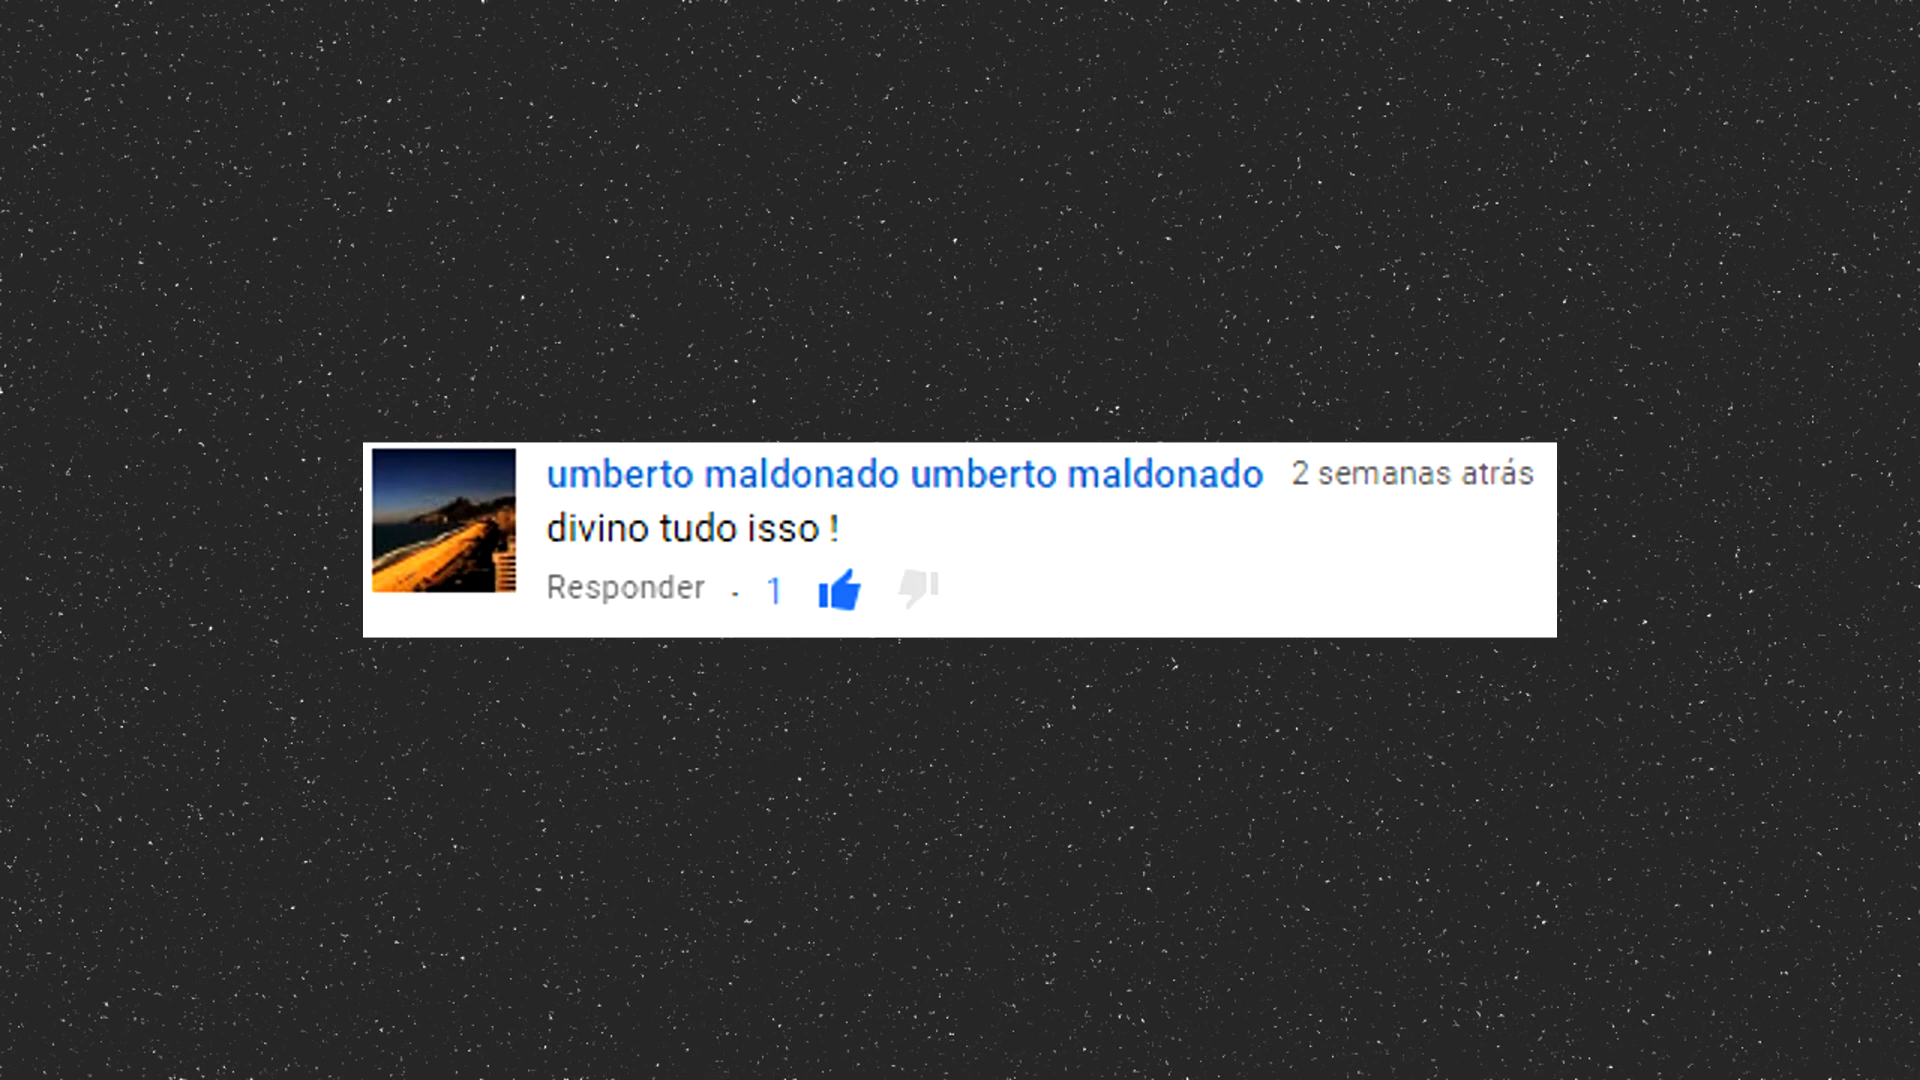 umberto maldonado umberto maldonado 2 semanas atrás
divino tudo isso !
Responder . 1